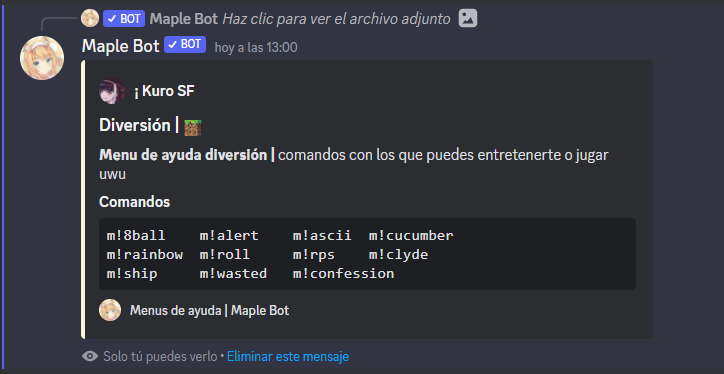 ✓ BOT Maple Bot Haz clic para ver el archivo adjunto
Maple Bot ✓ BOT hoy a las 13:00
¡ Kuro SF
Diversión |
Menu de ayuda diversión | comandos con los que puedes entretenerte o jugar
uwu
Comandos
m!8ball m!alert m!ascii m!cucumber
m!rainbow m!roll m!rps m!clyde
m!ship m!wasted m!confession
Menus de ayuda | Maple Bot
Solo tú puedes verlo • Eliminar este mensaje